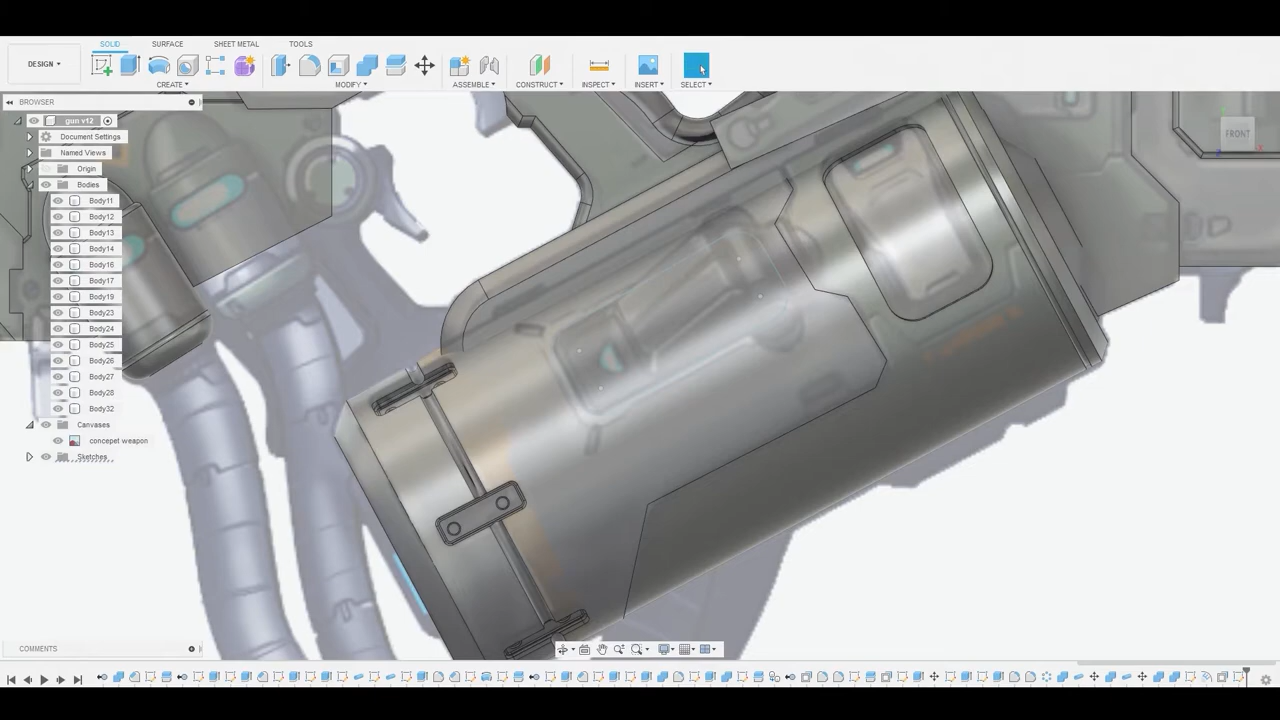 SOLID SURFACE SHEET METAL TOOLS
DESIGN
CREATE MODIFY ASSEMBLE CONSTRUCT INSPECT INSERT SELECT
BROWSER
gun v12
Document Settings
Named Views
Origin
Bodies
Body11
Body12
Body13
Body14
Body16
Body17
Body19
Body23
Body24
Body25
Body26
Body27
Body28
Body32
Canvases
concepet weapon
Sketches
FRONT
COMMENTS